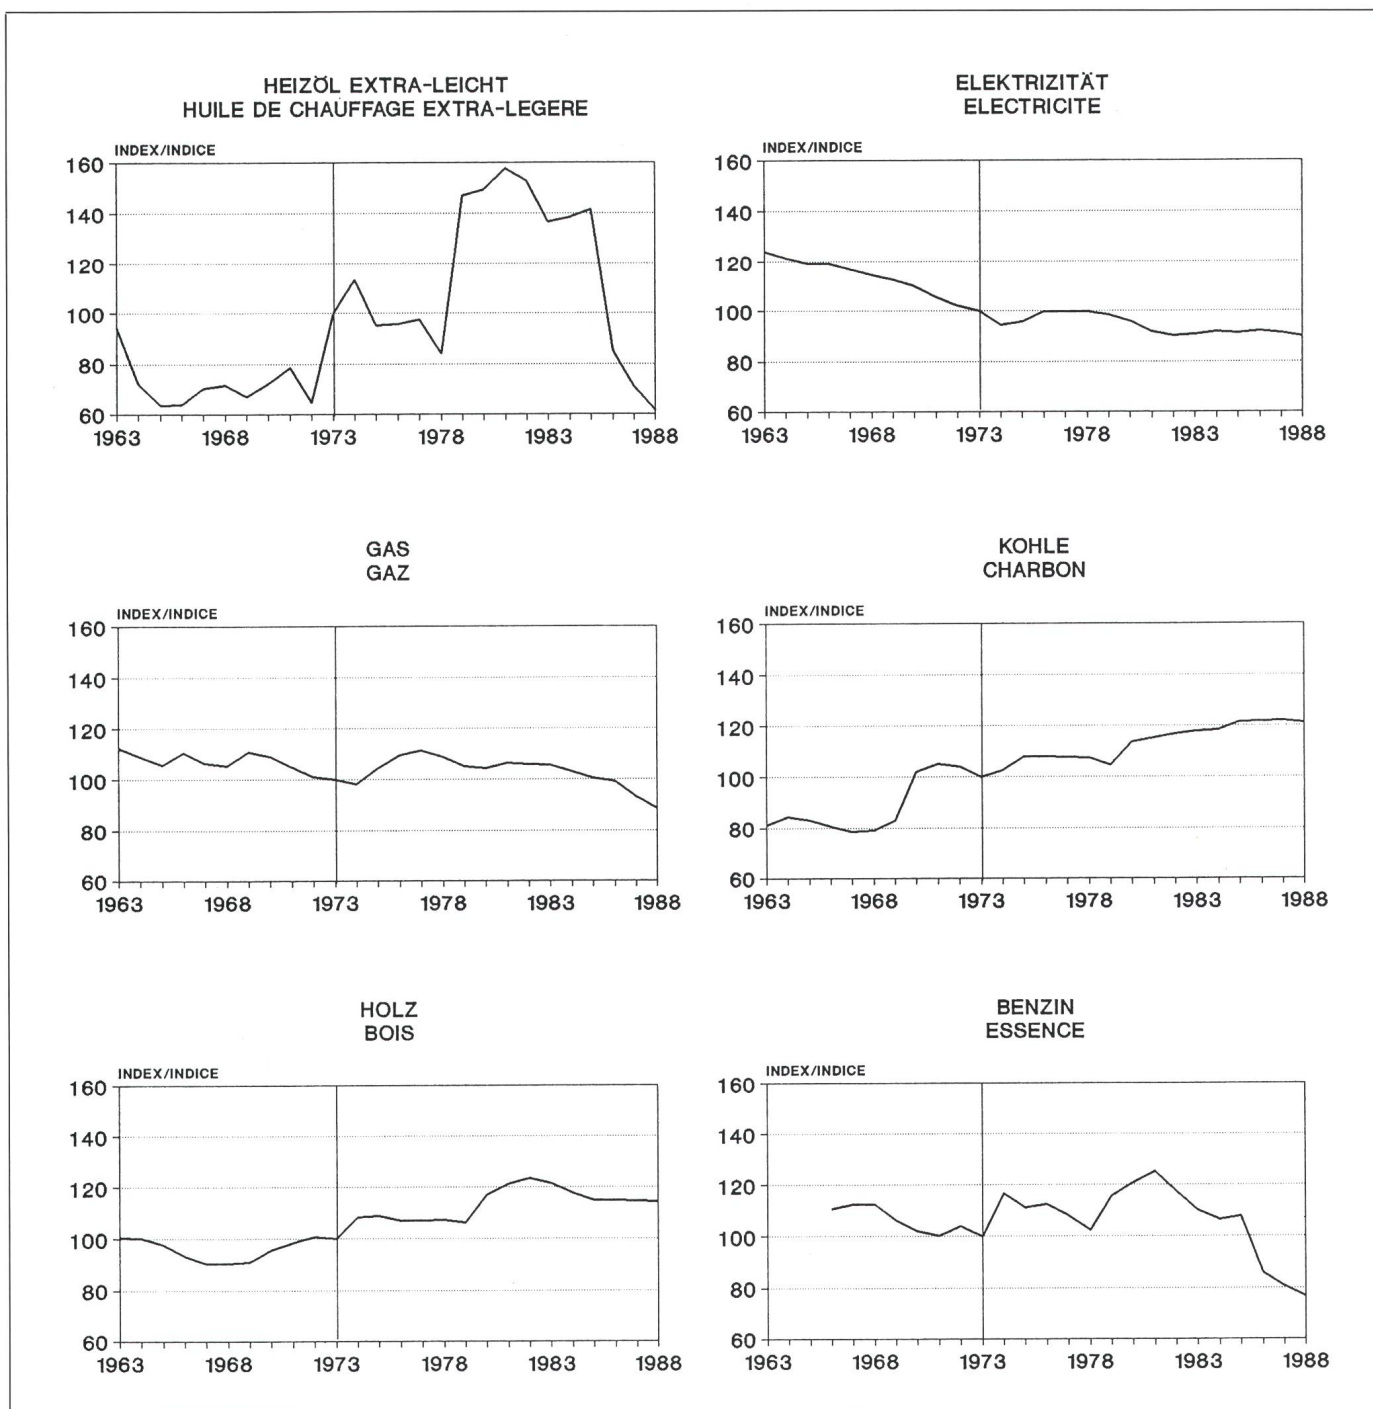 HEIZÖL EXTRA-LEICHT
HUILE DE CHAUFFAGE EXTRA-LEGERE
INDEX/INDICE
160
140
120
100
80
60
1963 1968 1973 1978 1983 1988
ELEKTRIZITÄT
ELECTRICITE
INDEX/INDICE
160
140
120
100
80
60
1963 1968 1973 1978 1983 1988
GAS
GAZ
INDEX/INDICE
160
140
120
100
80
60
1963 1968 1973 1978 1983 1988
KOHLE
CHARBON
INDEX/INDICE
160
140
120
100
80
60
1963 1968 1973 1978 1983 1988
HOLZ
BOIS
INDEX/INDICE
160
140
120
100
80
60
1963 1968 1973 1978 1983 1988
BENZIN
ESSENCE
INDEX/INDICE
160
140
120
100
80
60
1963 1968 1973 1978 1983 1988